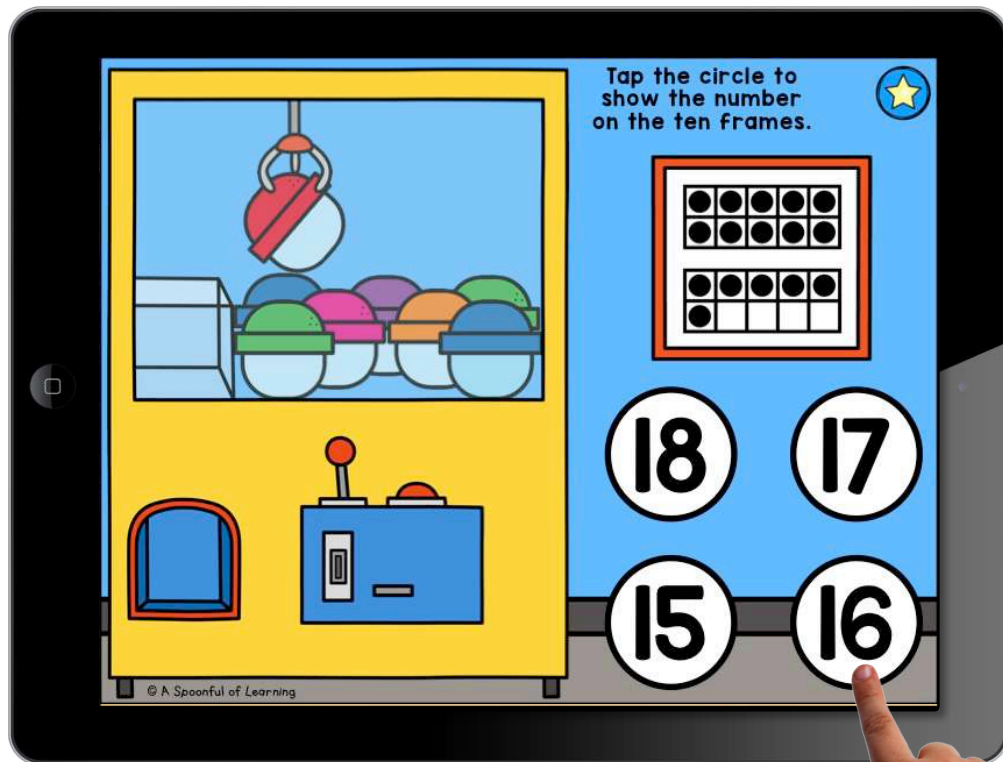 Tap the circle to
show the number
on the ten frames.
18
17
15
16
© A Spoonful of Learning